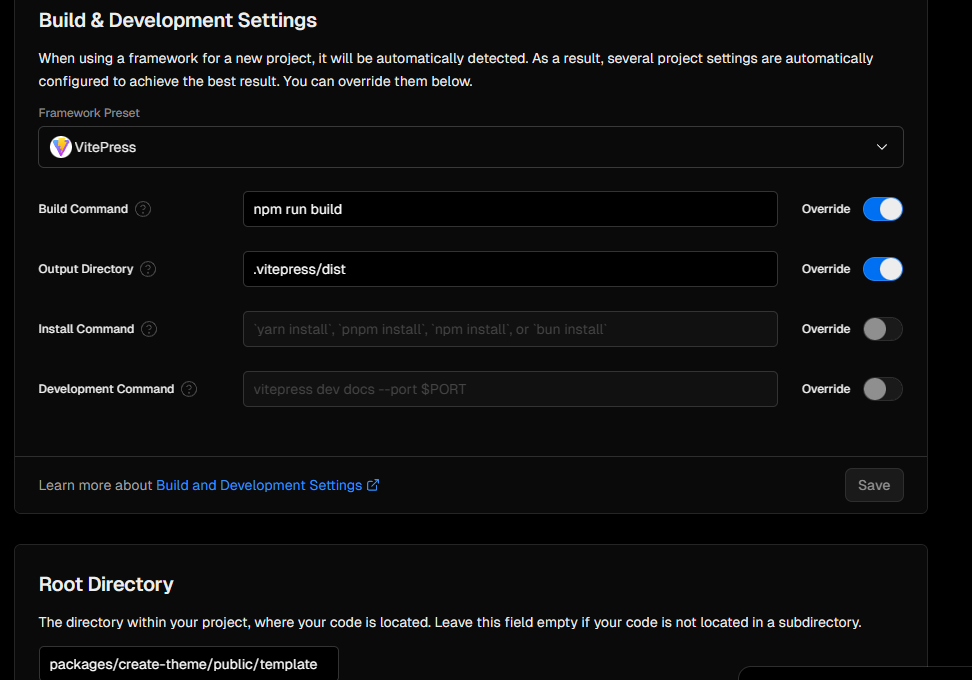 Build & Development Settings
When using a framework for a new project, it will be automatically detected. As a result, several project settings are automatically
configured to achieve the best result. You can override them below.
Framework Preset
VitePress
Build Command ?
npm run build
Override
Output Directory ?
.vitepress/dist
Override
Install Command ?
`yarn install`, `pnpm install`, `npm install`, or `bun install`
Override
Development Command ?
vitepress dev docs --port $PORT
Override
Learn more about Build and Development Settings
Save
Root Directory
The directory within your project, where your code is located. Leave this field empty if your code is not located in a subdirectory.
packages/create-theme/public/template